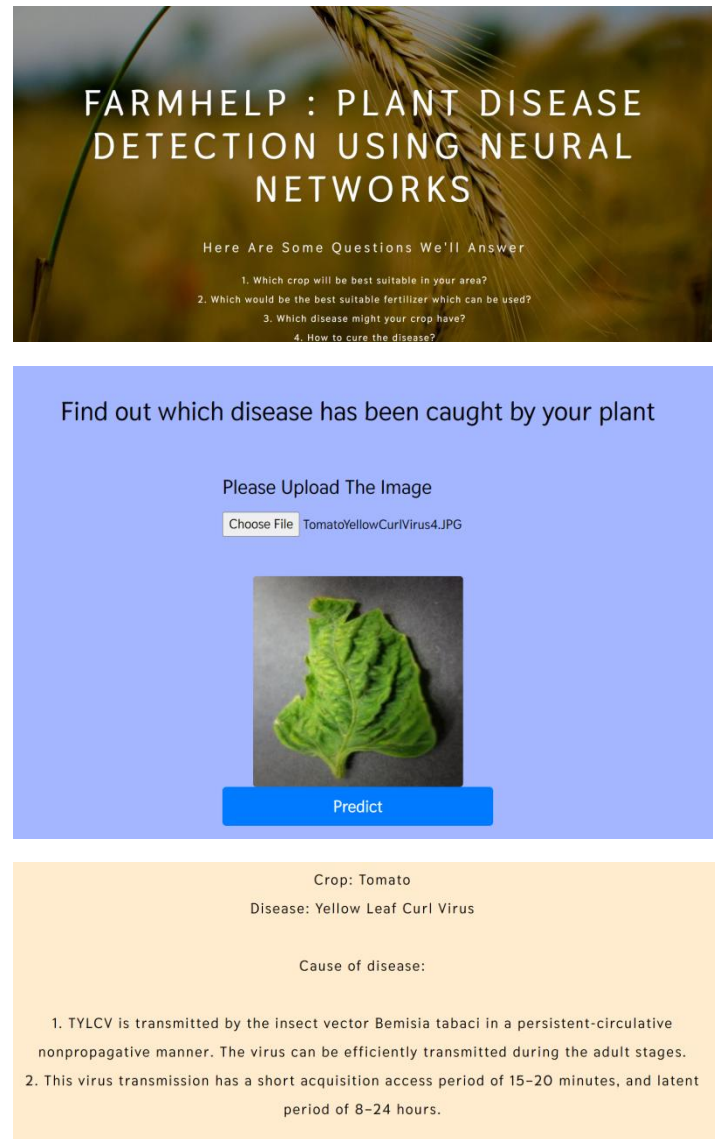 FARMHELP : PLANT DISEASE
DETECTION USING NEURAL
NETWORKS
Here Are Some Questions We'll Answer
1. Which crop will be best suitable in your area?
2. Which would be the best suitable fertilizer which can be used?
3. Which disease might your crop have?
4. How to cure the disease?
Find out which disease has been caught by your plant
Please Upload The Image
Choose File TomatoYellowCurlVirus4.JPG
Predict
Crop: Tomato
Disease: Yellow Leaf Curl Virus
Cause of disease:
1. TYLCV is transmitted by the insect vector Bemisia tabaci in a persistent-circulative
nonpropagative manner. The virus can be efficiently transmitted during the adult stages.
2. This virus transmission has a short acquisition access period of 15–20 minutes, and latent
period of 8–24 hours.